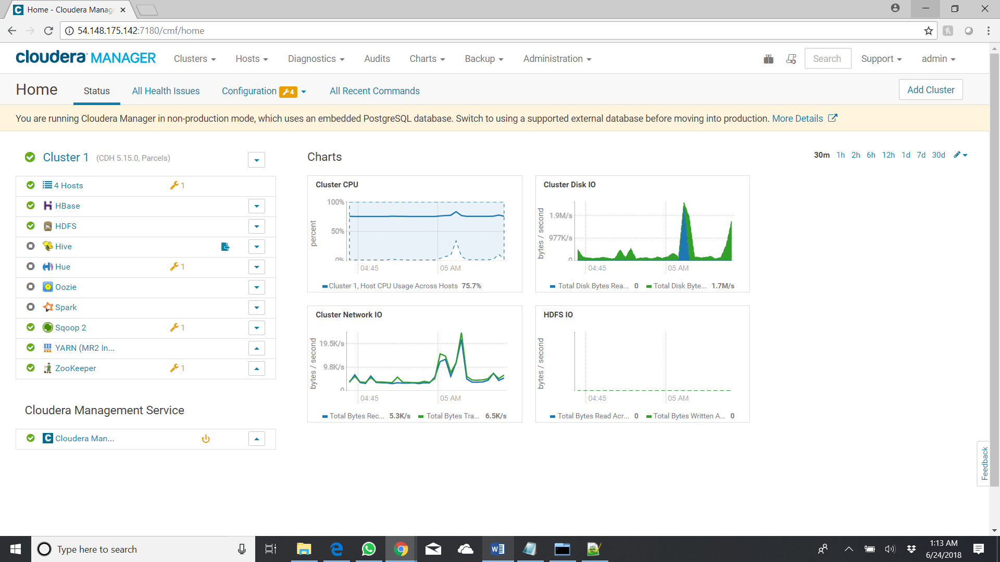 Home - Cloudera Manag
54.148.175.142:7180/cmf/home
cloudera MANAGER Clusters Hosts Diagnostics Audits Charts Backup Administration Search Support admin
Home Status All Health Issues Configuration 4 All Recent Commands Add Cluster
You are running Cloudera Manager in non-production mode, which uses an embedded PostgreSQL database. Switch to using a supported external database before moving into production. More Details
Cluster 1 (CDH 5.15.0, Parcels)
4 Hosts 1
HBase
HDFS
Hive
Hue 1
Oozie
Spark
Sqoop 2 1
YARN (MR2 In...
ZooKeeper 1
Cloudera Management Service
Cloudera Man...
Charts 30m 1h 2h 6h 12h 1d 7d 30d
Cluster CPU
percent
100%
50%
0%
04:45 05 AM
Cluster 1, Host CPU Usage Across Hosts 75.7%
Cluster Disk IO
bytes / second
1.9M/s
977K/s
0
04:45 05 AM
Total Disk Bytes Rea... 0 Total Disk Byte... 1.7M/s
Cluster Network IO
bytes / second
19.5K/s
9.8K/s
0
04:45 05 AM
Total Bytes Rec... 5.3K/s Total Bytes Tra... 6.5K/s
HDFS IO
bytes / second
04:45 05 AM
Total Bytes Read Acr... 0 Total Bytes Written A... 0
Feedback
Type here to search
1:13 AM
6/24/2018